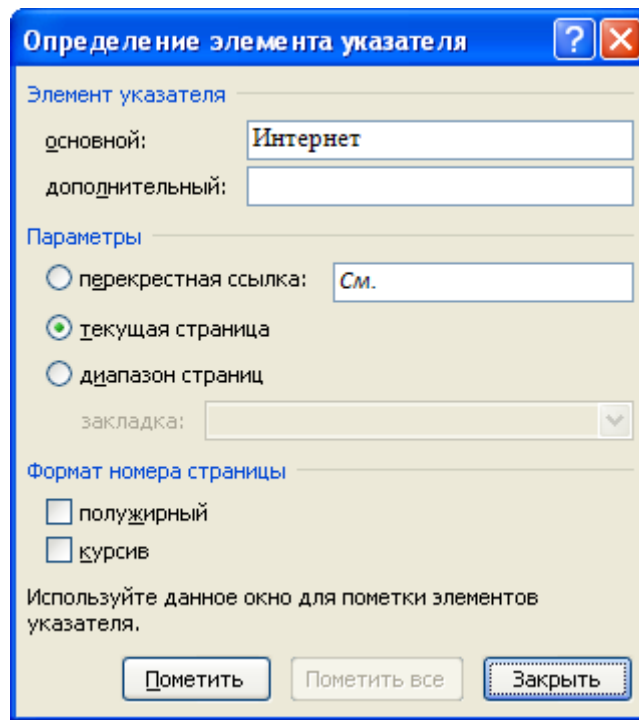 Определение элемента указателя
Элемент указателя
основной: Интернет
дополнительный:
Параметры
перекрестная ссылка: См.
текущая страница
диапазон страниц
закладка:
Формат номера страницы
полужирный
курсив
Используйте данное окно для пометки элементов
указателя.
Пометить Пометить все Закрыть